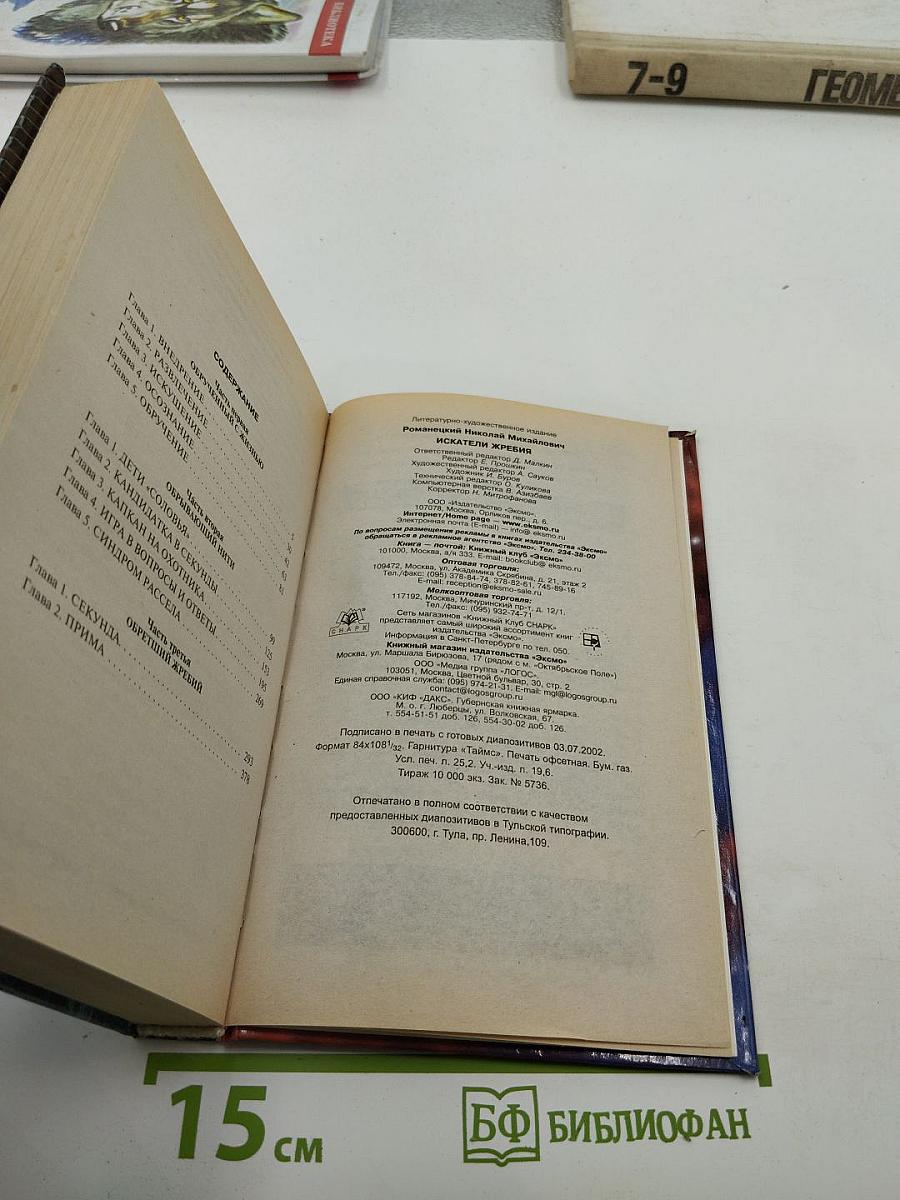 БИБЛИОТЕКА
7-9
ГЕОМЕ
СОДЕРЖАНИЕ
Часть первая
ОБРУЧЕННЫЙ С ЖИЗНЬЮ
Глава 1. ВНЕДРЕНИЕ
Глава 2. РАЗВЛЕЧЕНИЕ
Глава 3. ИСКУШЕНИЕ
Глава 4. ОСОЗНАНИЕ
Глава 5. ОБРУЧЕНИЕ
Часть вторая
ОБРЫВАЮЩИЙ НИТИ
Глава 1. ДЕТИ «СОЛОВЬЯ» 99
Глава 2. КАНДИДАТКА В СЕКУНДЫ 125
Глава 3. КАПКАН НА ОХОТНИКА 153
Глава 4. ИГРА В ВОПРОСЫ И ОТВЕТЫ 195
Глава 5. СИНДРОМ РАССЕЛА 269
Часть третья
ОБРЕТШИЙ ЖРЕБИЙ
Глава 1. СЕКУНДА 293
Глава 2. ПРИМА 378
Литературно-художественное издание
Романецкий Николай Михайлович
ИСКАТЕЛИ ЖРЕБИЯ
Ответственный редактор Д. Малкин
Редактор Е. Прошкин
Художественный редактор А. Сауков
Художник И. Буров
Технический редактор О. Куликова
Компьютерная верстка В. Азизбаев
Корректор Н. Митрофанова
ООО «Издательство «Эксмо».
107078, Москва, Орликов пер., д. 6.
Интернет/Home page — www.eksmo.ru
Электронная почта (E-mail) — info@ eksmo.ru
По вопросам размещения рекламы в книгах издательства «Эксмо»
обращаться в рекламное агентство «Эксмо». Тел. 234-38-00
Книга — почтой: Книжный клуб «Эксмо»
101000, Москва, а/я 333. E-mail: bookclub@ eksmo.ru
Оптовая торговля:
109472, Москва, ул. Академика Скрябина, д. 21, этаж 2
Тел./факс: (095) 378-84-74, 378-82-61, 745-89-16
E-mail: reception@eksmo-sale.ru
Мелкооптовая торговля:
117192, Москва, Мичуринский пр-т, д. 12/1.
Тел./факс: (095) 932-74-71
СНАРК
Сеть магазинов «Книжный Клуб СНАРК»
представляет самый широкий ассортимент книг
издательства «Эксмо».
Информация в Санкт-Петербурге по тел. 050.
Книжный магазин издательства «Эксмо»
Москва, ул. Маршала Бирюзова, 17 (рядом с м. «Октябрьское Поле»)
ООО «Медиа группа «ЛОГОС».
103051, Москва, Цветной бульвар, 30, стр. 2
Единая справочная служба: (095) 974-21-31. E-mail: mgl@logosgroup.ru
contact@logosgroup.ru
ООО «КИФ «ДАКС». Губернская книжная ярмарка.
М. о. г. Люберцы, ул. Волковская, 67.
т. 554-51-51 доб. 126, 554-30-02 доб. 126.
Подписано в печать с готовых диапозитивов 03.07.2002.
Формат 84x108 1/32. Гарнитура «Таймс». Печать офсетная. Бум. газ.
Усл. печ. л. 25,2. Уч.-изд. л. 19,6.
Тираж 10 000 экз. Зак. № 5736.
Отпечатано в полном соответствии с качеством
предоставленных диапозитивов в Тульской типографии.
300600, г. Тула, пр. Ленина,109.
15 см
БФ БИБЛИОФАН